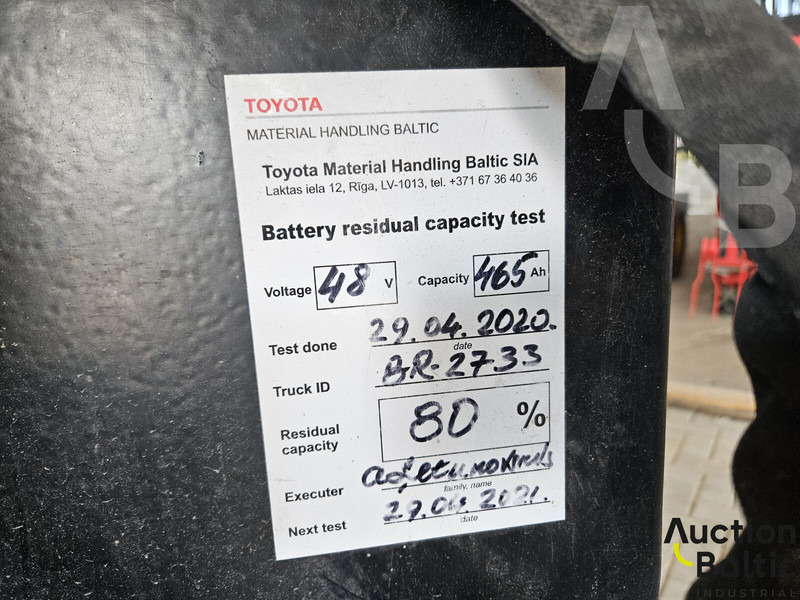 TOYOTA
MATERIAL HANDLING BALTIC
Toyota Material Handling Baltic SIA
Laktas iela 12, Rīga, LV-1013, tel. +371 67 36 40 36
Battery residual capacity test
Voltage 48 V Capacity 465 Ah
Test done 29.04.2020.
date
Truck ID BR-2733
Residual capacity 80 %
Executer
family, name
Next test 29.04.2021.
date
AB
Auction
Baltic
INDUSTRIAL